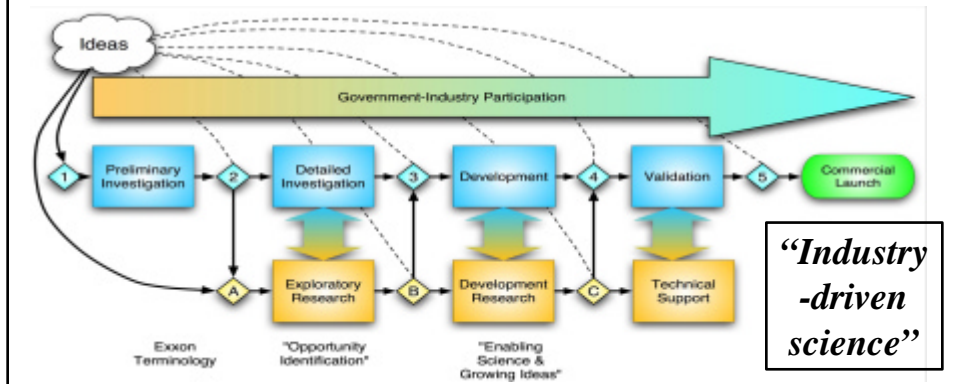 Ideas
Government-Industry Participation
1
Preliminary
Investigation
2
Detailed
Investigation
3
Development
4
Validation
5
Commercial
Launch
A
Exploratory
Research
B
Development
Research
C
Technical
Support
Exxon
Terminology
"Opportunity
Identification"
"Enabling
Science &
Growing Ideas"
“Industry
-driven
science”